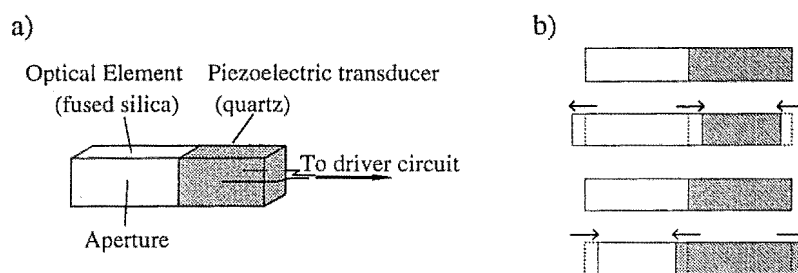 a)
Optical Element
(fused silica)
Piezoelectric transducer
(quartz)
To driver circuit
Aperture
b)